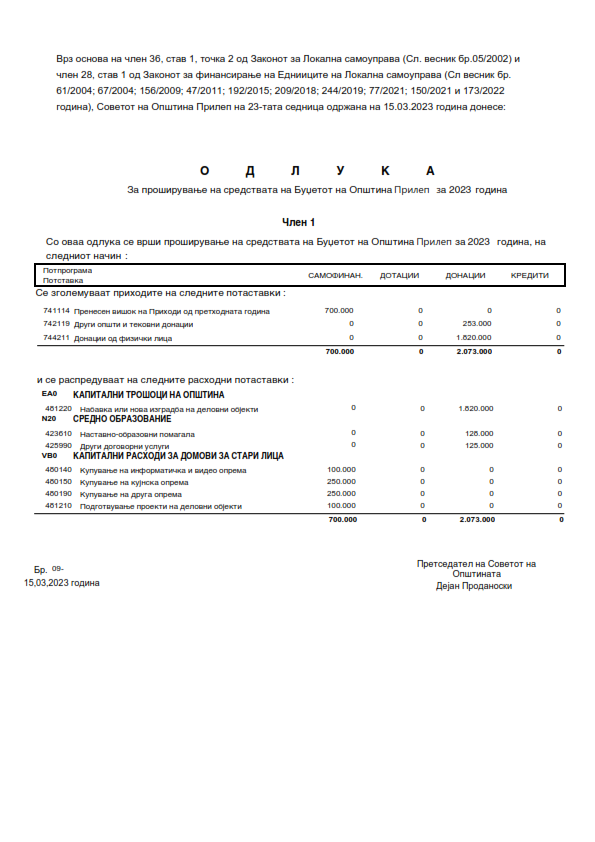 Врз основа на член 36, став 1, точка 2 од Законот за Локална самоуправа (Сл. весник бр.05/2002) и
член 28, став 1 од Законот за финансирање на Единиците на Локална самоуправа (Сл весник бр.
61/2004; 67/2004; 156/2009; 47/2011; 192/2015; 209/2018; 244/2019; 77/2021; 150/2021 и 173/2022
година), Советот на Општина Прилеп на 23-тата седница одржана на 15.03.2023 година донесе:
О Д Л У К А
За проширување на средствата на Буџетот на Општина Прилеп за 2023 година
Член 1
Со оваа одлука се врши проширување на средствата на Буџетот на Општина Прилеп за 2023 година, на
следниот начин :
Потпрограма
Потставка САМОФИНАН. ДОТАЦИИ ДОНАЦИИ КРЕДИТИ
Се зголемуваат приходите на следните потаставки :
741114 Пренесен вишок на Приходи од претходната година 700.000 0 0 0
742119 Други општи и тековни донации 0 0 253.000 0
744211 Донации од физички лица 0 0 1.820.000 0
700.000 0 2.073.000 0
и се распредуваат на следните расходни потаставки :
ЕА0 КАПИТАЛНИ ТРОШОЦИ НА ОПШТИНА
481220 Набавка или нова изградба на деловни објекти 0 0 1.820.000 0
N20 СРЕДНО ОБРАЗОВАНИЕ
423610 Наставно-образовни помагала 0 0 128.000 0
425990 Други договорни услуги 0 0 125.000 0
VB0 КАПИТАЛНИ РАСХОДИ ЗА ДОМОВИ ЗА СТАРИ ЛИЦА
480140 Купување на информатичка и видео опрема 100.000 0 0 0
480150 Купување на кујнска опрема 250.000 0 0 0
480190 Купување на друга опрема 250.000 0 0 0
481210 Подготвување проекти на деловни објекти 100.000 0 0 0
700.000 0 2.073.000 0
Бр. 09-
15,03,2023 година
Претседател на Советот на
Општината
Дејан Проданоски